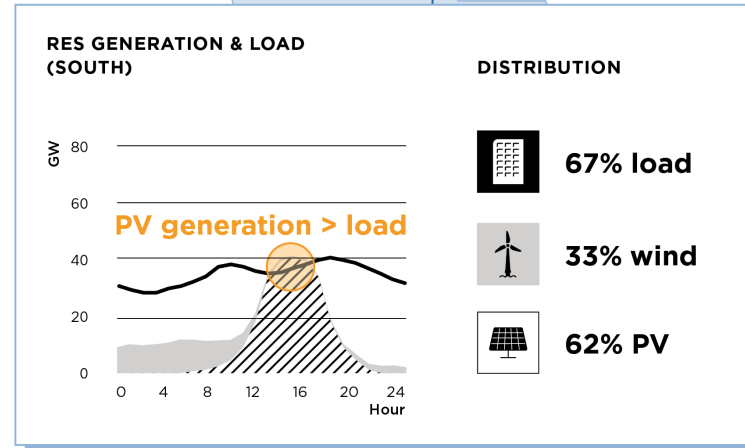 RES GENERATION & LOAD
(SOUTH)
DISTRIBUTION
GW
80
60
PV generation > load
40
20
0
0 4 8 12 16 20 24
Hour
67% load
33% wind
62% PV